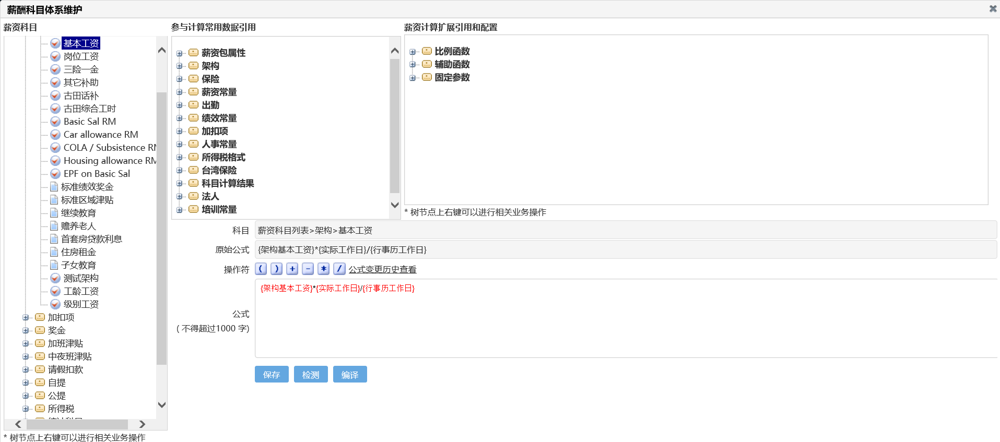 薪酬科目体系维护
薪资科目
基本工资
岗位工资
三险一金
其它补助
古田话补
古田综合工时
Basic Sal RM
Car allowance RM
COLA / Subsistence RM
Housing allowance RM
EPF on Basic Sal
标准绩效奖金
标准区域津贴
继续教育
赡养老人
首套房贷款利息
住房租金
子女教育
测试架构
工龄工资
级别工资
加扣项
奖金
加班津贴
中夜班津贴
请假扣款
自提
公提
所得税
* 树节点上右键可以进行相关业务操作
参与计算常用数据引用
薪资包属性
架构
保险
薪资常量
出勤
绩效常量
加扣项
人事常量
所得税格式
台湾保险
科目计算结果
法人
培训常量
薪资计算扩展引用和配置
比例函数
辅助函数
固定参数
* 树节点上右键可以进行相关业务操作
科目 薪资科目列表>架构>基本工资
原始公式 {架构基本工资}*{实际工作日}/{行事历工作日}
操作符 ( ) + - * / 公式变更历史查看
{架构基本工资}*{实际工作日}/{行事历工作日}
公式
( 不得超过1000 字)
保存 检测 编译